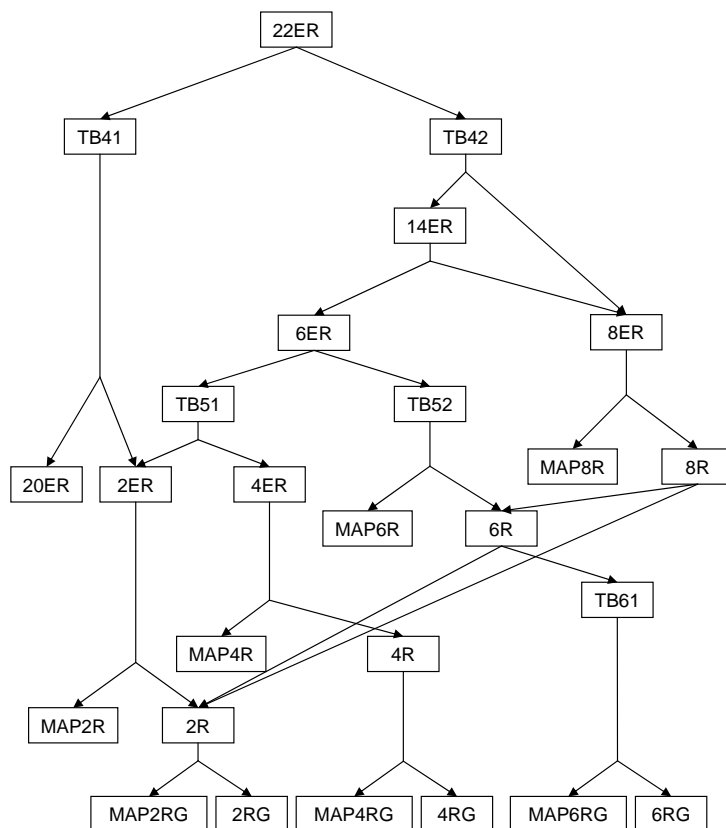 22ER
TB41
TB42
14ER
6ER
8ER
TB51
TB52
20ER
2ER
4ER
MAP8R
8R
MAP6R
6R
TB61
MAP4R
4R
MAP2R
2R
MAP2RG
2RG
MAP4RG
4RG
MAP6RG
6RG